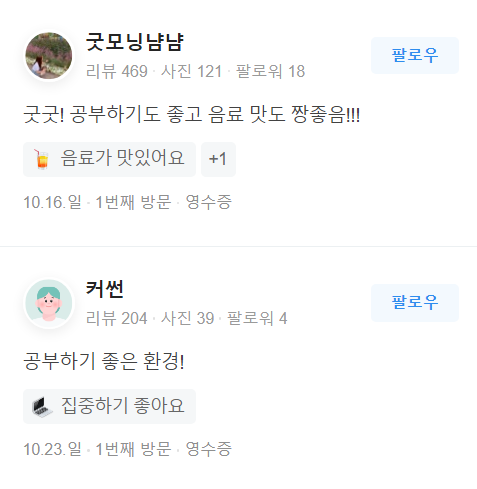 굿모닝냠냠
리뷰 469 · 사진 121 · 팔로워 18
팔로우
굿굿! 공부하기도 좋고 음료 맛도 짱좋음!!!
음료가 맛있어요 +1
10.16.일 · 1번째 방문 · 영수증
커썬
리뷰 204 · 사진 39 · 팔로워 4
팔로우
공부하기 좋은 환경!
집중하기 좋아요
10.23.일 · 1번째 방문 · 영수증